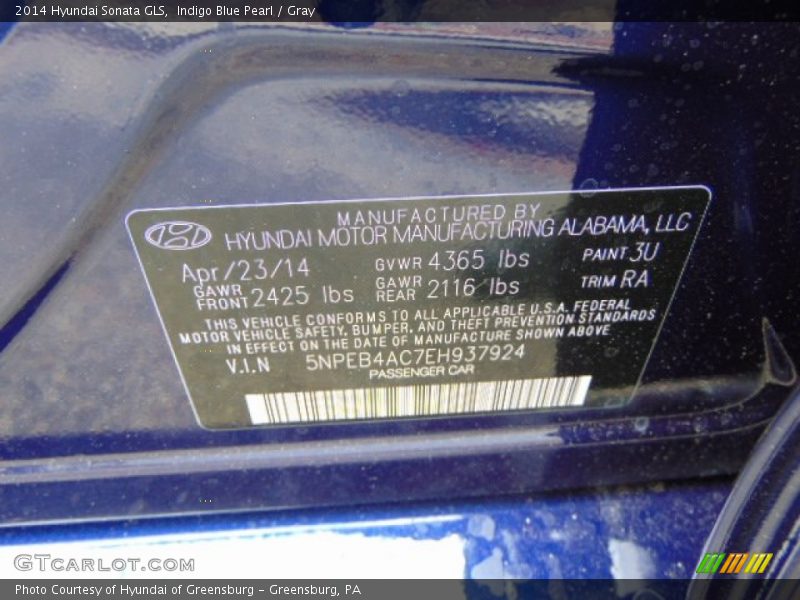 2014 Hyundai Sonata GLS, Indigo Blue Pearl / Gray
MANUFACTURED BY
HYUNDAI MOTOR MANUFACTURING ALABAMA, LLC
Apr/23/14 GVWR 4365 lbs PAINT 3U
GAWR FRONT 2425 lbs GAWR REAR 2116 lbs TRIM RA
THIS VEHICLE CONFORMS TO ALL APPLICABLE U.S.A. FEDERAL
MOTOR VEHICLE SAFETY, BUMPER, AND THEFT PREVENTION STANDARDS
IN EFFECT ON THE DATE OF MANUFACTURE SHOWN ABOVE
V.I.N 5NPEB4AC7EH937924
PASSENGER CAR
GTCARLOT.COM
Photo Courtesy of Hyundai of Greensburg - Greensburg, PA